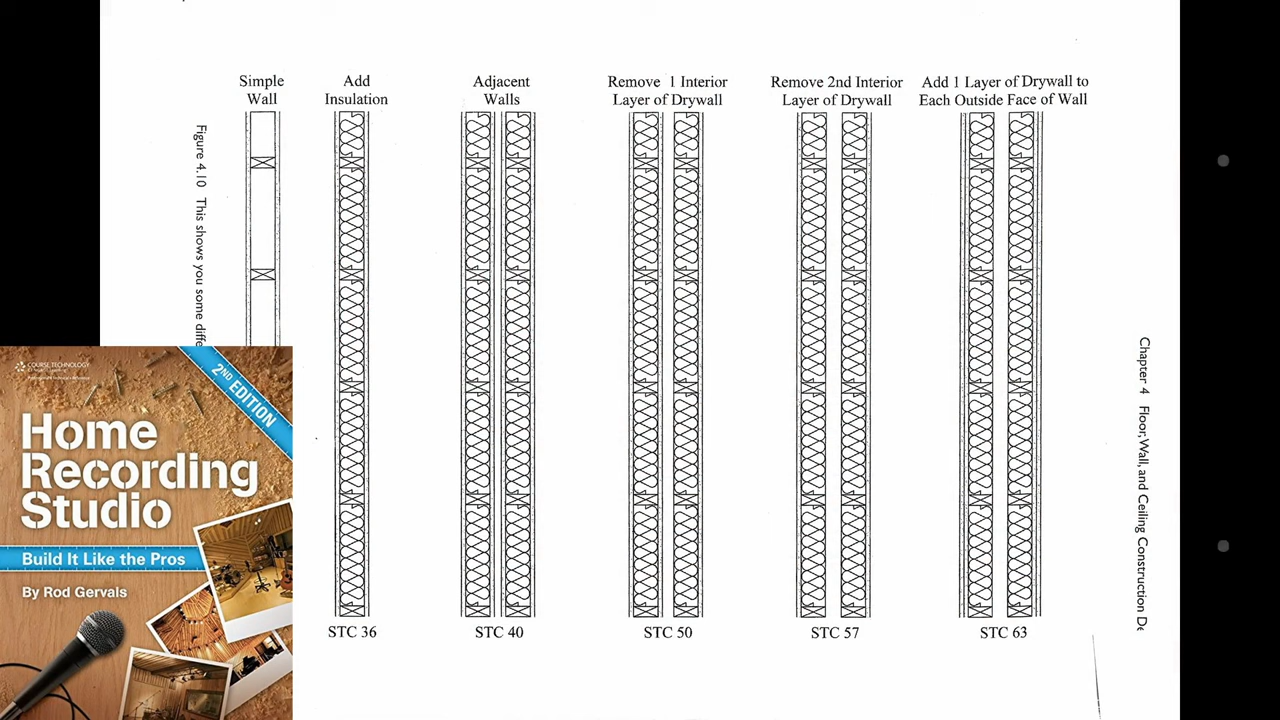 Simple
Wall
Add
Insulation
Adjacent
Walls
Remove 1 Interior
Layer of Drywall
Remove 2nd Interior
Layer of Drywall
Add 1 Layer of Drywall to
Each Outside Face of Wall
Figure 4.10 This shows you some diffe
STC 36
STC 40
STC 50
STC 57
STC 63
Chapter 4 Floor, Wall, and Ceiling Construction De
COURSE TECHNOLOGY
2ND EDITION
Home
Recording
Studio
Build It Like the Pros
By Rod Gervais